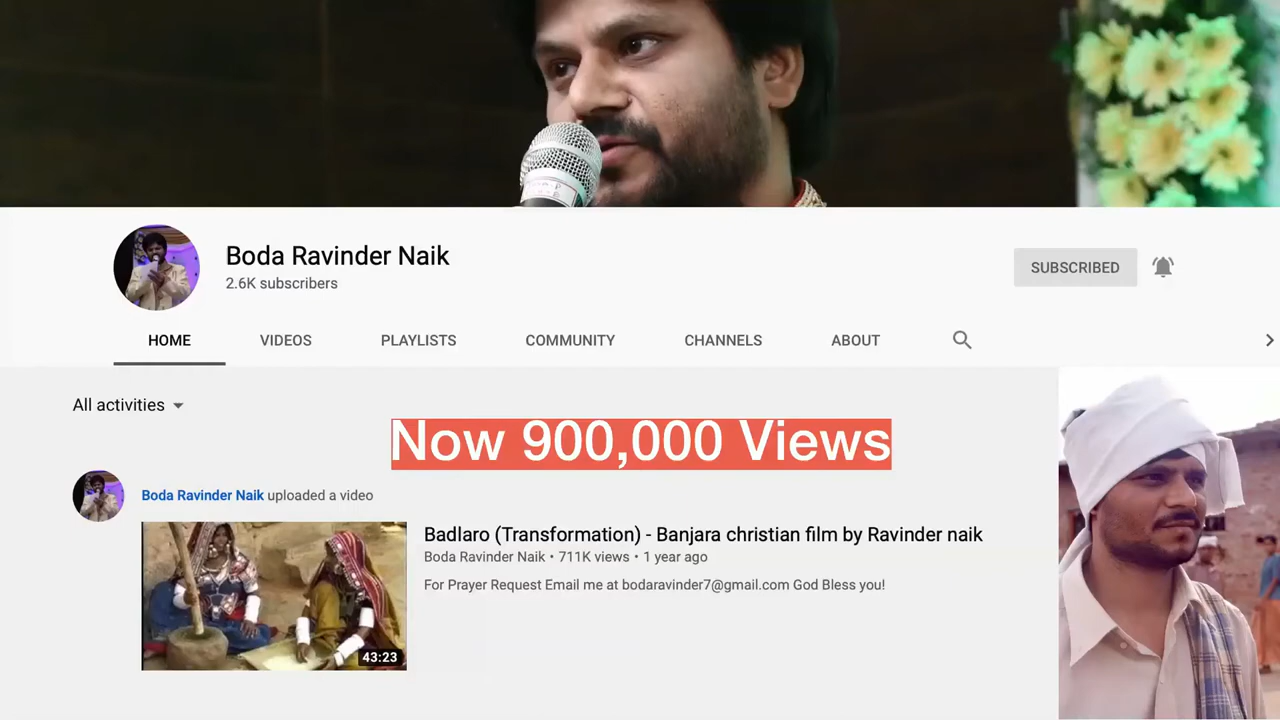 Boda Ravinder Naik
2.6K subscribers
SUBSCRIBED
HOME VIDEOS PLAYLISTS COMMUNITY CHANNELS ABOUT
All activities
Now 900,000 Views
Boda Ravinder Naik uploaded a video
Badlaro (Transformation) - Banjara christian film by Ravinder naik
Boda Ravinder Naik • 711K views • 1 year ago
For Prayer Request Email me at bodaravinder7@gmail.com God Bless you!
43:23